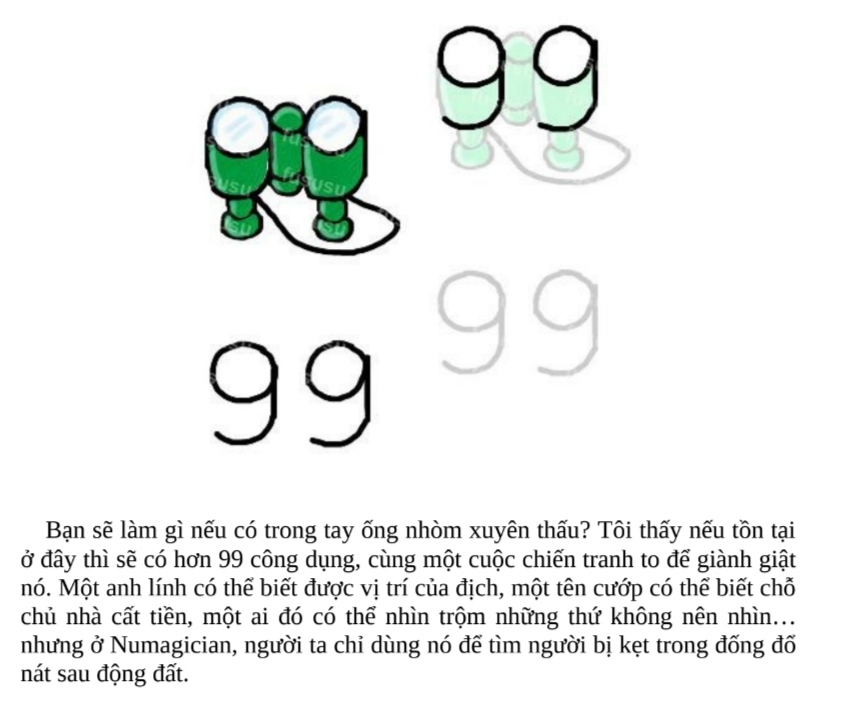 99
99
Bạn sẽ làm gì nếu có trong tay ống nhòm xuyên thấu? Tôi thấy nếu tồn tại
ở đây thì sẽ có hơn 99 công dụng, cùng một cuộc chiến tranh to để giành giật
nó. Một anh lính có thể biết được vị trí của địch, một tên cướp có thể biết chỗ
chủ nhà cất tiền, một ai đó có thể nhìn trộm những thứ không nên nhìn…
nhưng ở Numagician, người ta chỉ dùng nó để tìm người bị kẹt trong đống đổ
nát sau động đất.